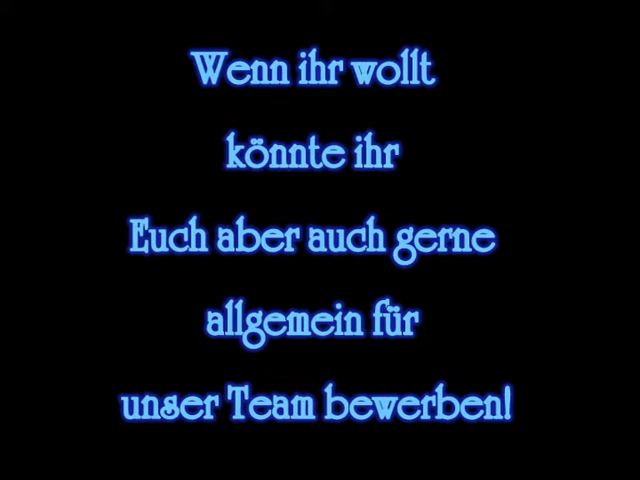 Wenn ihr wollt
könnte ihr
Euch aber auch gerne
allgemein für
unser Team bewerben!